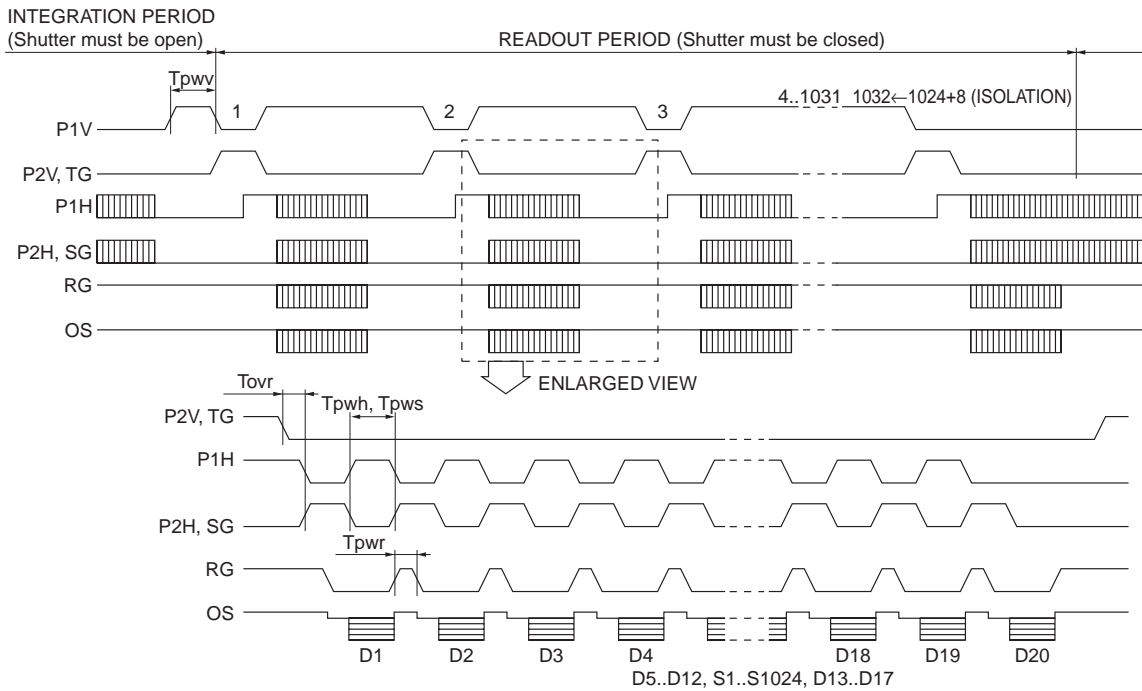 INTEGRATION PERIOD
(Shutter must be open)
READOUT PERIOD (Shutter must be closed)
Tpwv
1
2
3
4..1031 1032←1024+8 (ISOLATION)
P1V
P2V, TG
P1H
P2H, SG
RG
OS
ENLARGED VIEW
Tovr
Tpwh, Tpws
P2V, TG
P1H
P2H, SG
Tpwr
RG
OS
D1 D2 D3 D4 D18 D19 D20
D5..D12, S1..S1024, D13..D17